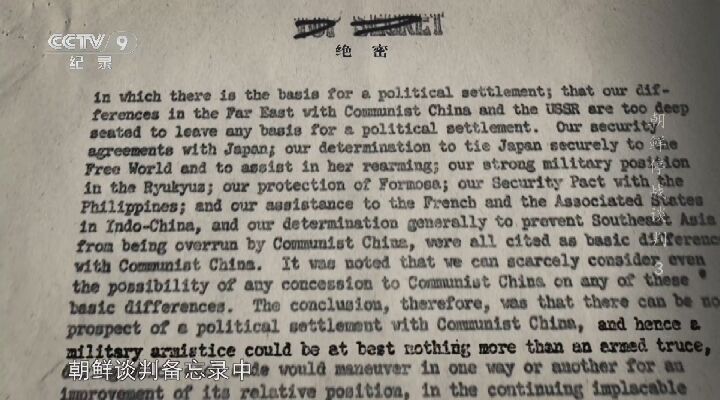 TOP SECRET
绝 密
CCTV 9
纪 录
in which there is the basis for a political settlement; that our dif-
ferences in the Far East with Communist China and the USSR are too deep
seated to leave any basis for a political settlement. Our security
agreements with Japan; our determination to tie Japan securely to the
Free World and to assist in her rearming; our strong military position
in the Ryukyus; our protection of Formosa; our Security Pact with the
Philippines; and our assistance to the French and the Associated States
in Indo-China, and our determination generally to prevent Southeast Asia
from being overrun by Communist China, were all cited as basic difference
with Communist China. It was noted that we can scarcely consider even
the possibility of any concession to Communist China on any of these
basic differences. The conclusion, therefore, was that there can be no
prospect of a political settlement with Communist China, and hence a
military armistice could be at best nothing more than an armed truce,
would maneuver in one way or another for an
improvement of its relative position, in the continuing implacable
朝鲜停战谈判 3
朝鲜谈判备忘录中